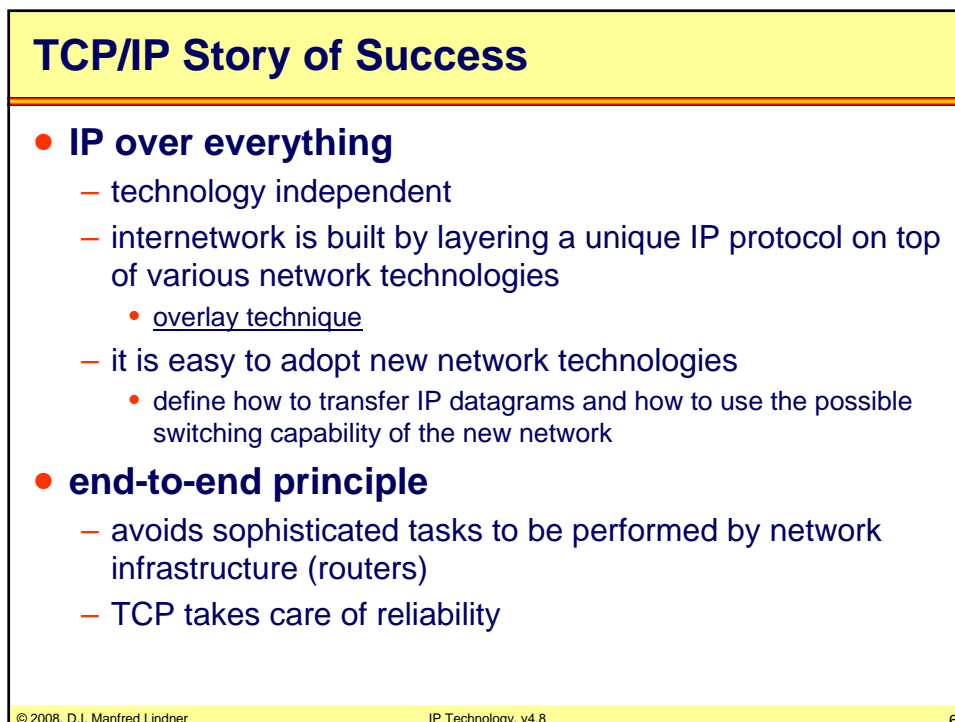 TCP/IP Story of Success
• IP over everything
– technology independent
– internetwork is built by layering a unique IP protocol on top
of various network technologies
• overlay technique
– it is easy to adopt new network technologies
• define how to transfer IP datagrams and how to use the possible
switching capability of the new network
• end-to-end principle
– avoids sophisticated tasks to be performed by network
infrastructure (routers)
– TCP takes care of reliability
© 2008, D.I. Manfred Lindner
IP Technology, v4.8
6